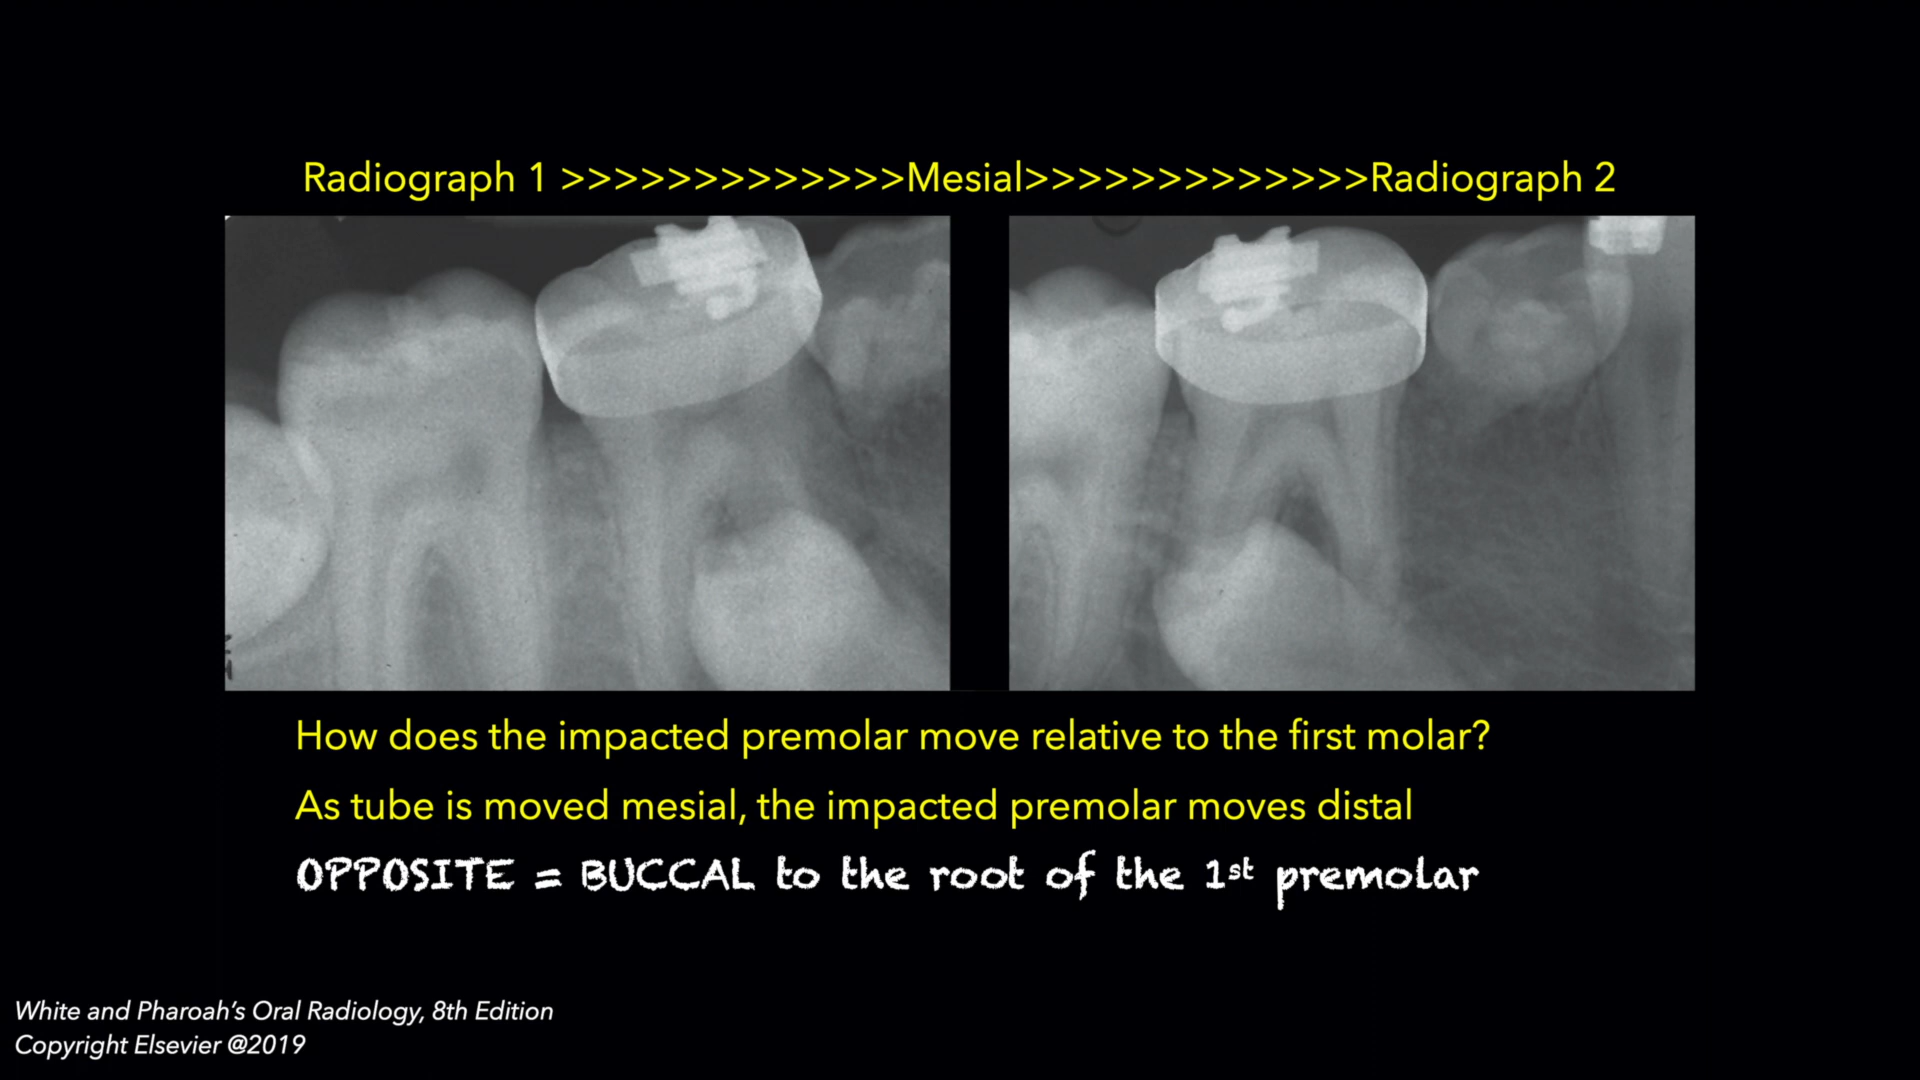 Radiograph 1 >>>>>>>>>>>>>Mesial>>>>>>>>>>>>>Radiograph 2
How does the impacted premolar move relative to the first molar?
As tube is moved mesial, the impacted premolar moves distal
OPPOSITE = BUCCAL to the root of the 1st premolar
White and Pharoah's Oral Radiology, 8th Edition
Copyright Elsevier @2019